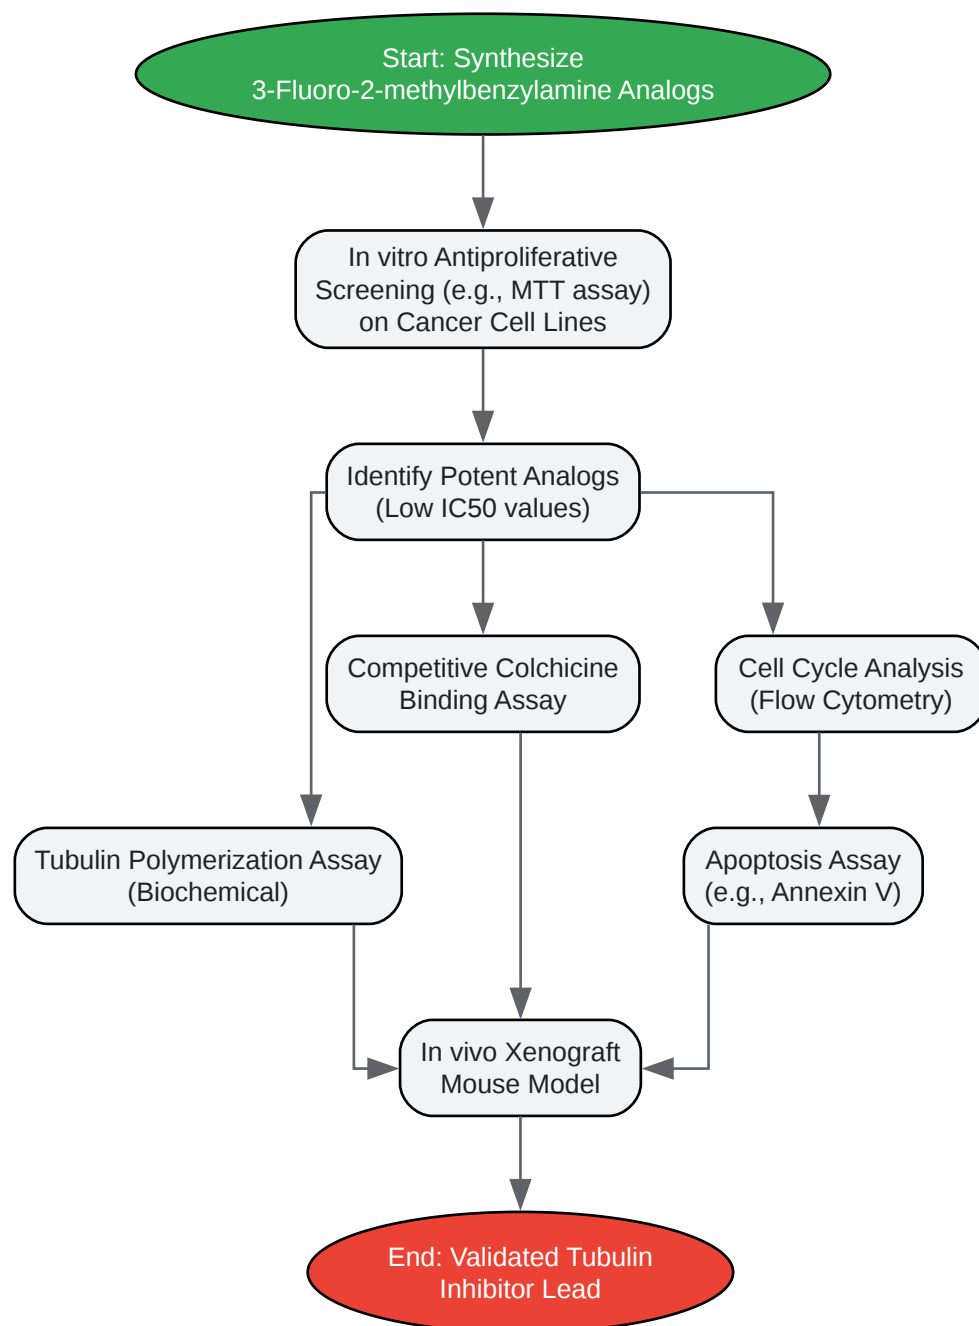 Start: Synthesize
3-Fluoro-2-methylbenzylamine Analogs
In vitro Antiproliferative
Screening (e.g., MTT assay)
on Cancer Cell Lines
Identify Potent Analogs
(Low IC50 values)
Competitive Colchicine
Binding Assay
Cell Cycle Analysis
(Flow Cytometry)
Tubulin Polymerization Assay
(Biochemical)
Apoptosis Assay
(e.g., Annexin V)
In vivo Xenograft
Mouse Model
End: Validated Tubulin
Inhibitor Lead